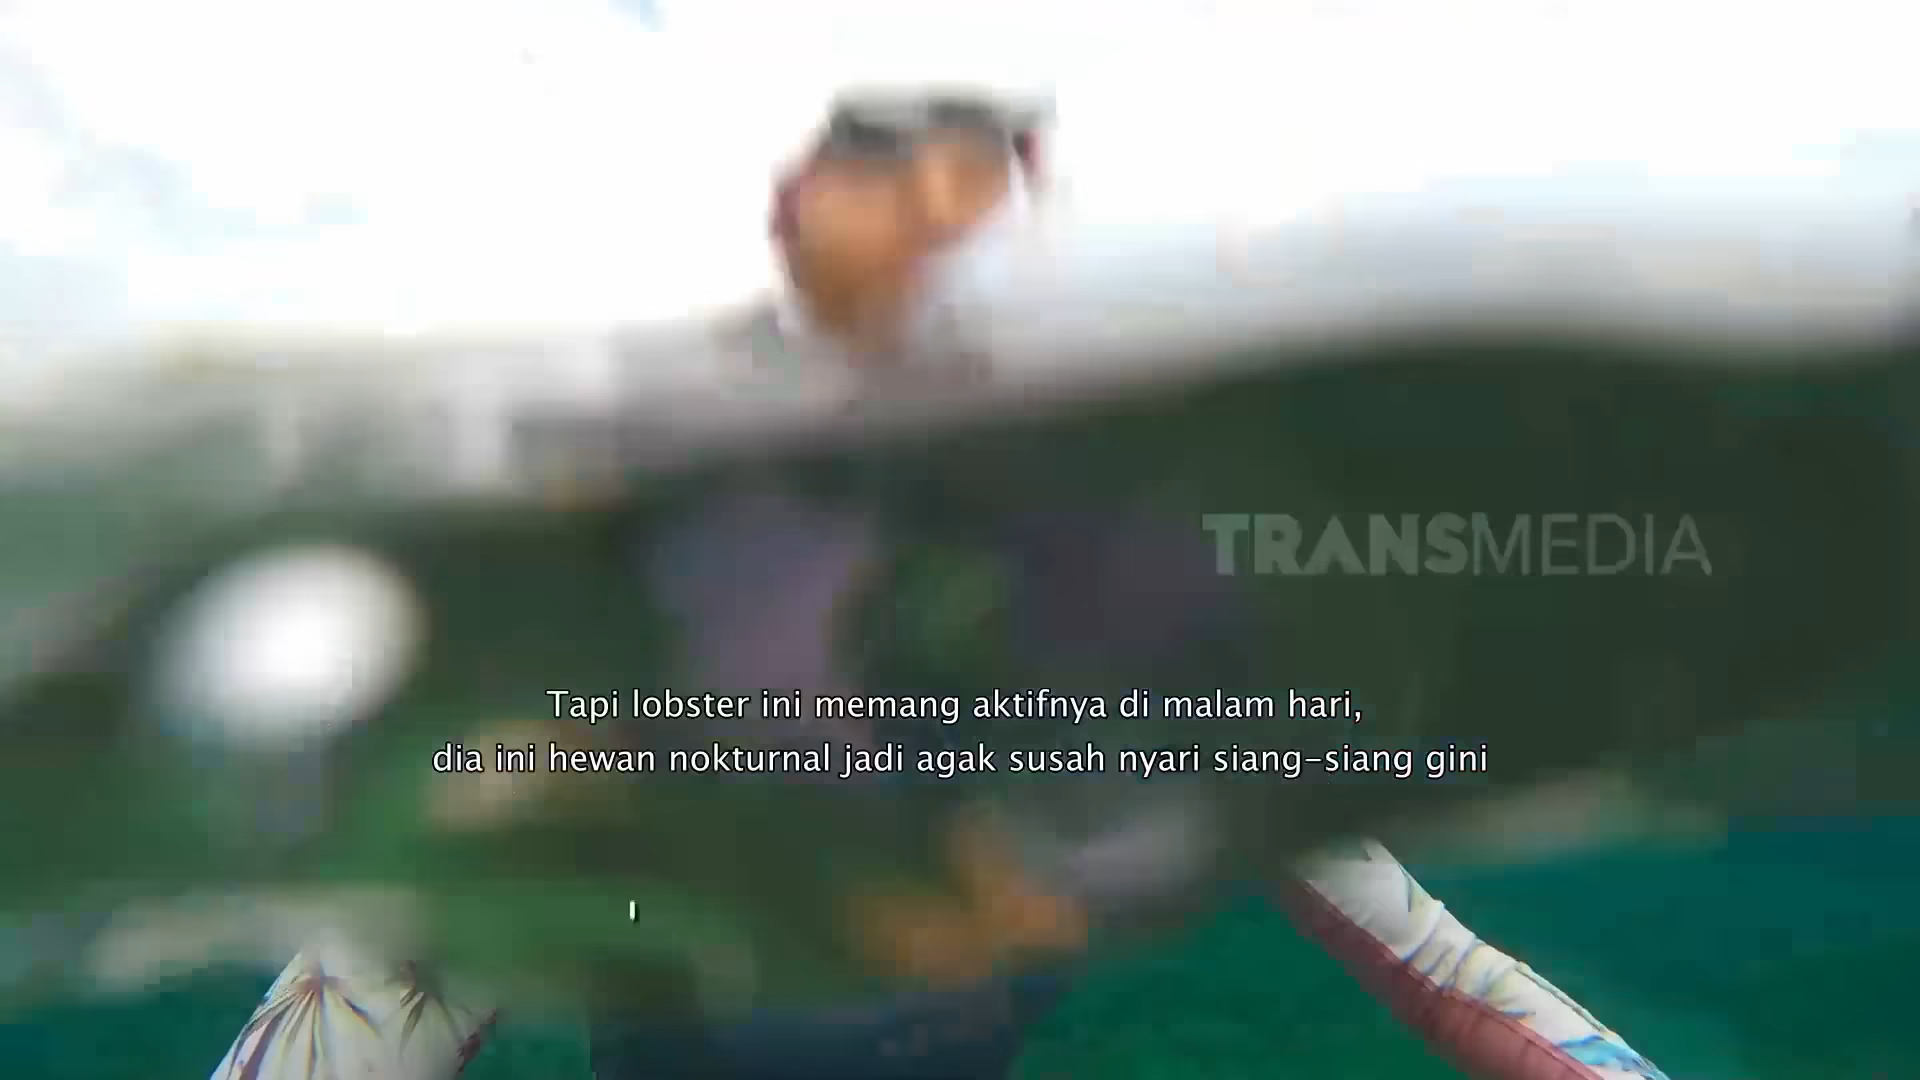 TRANSMEDIA
Tapi lobster ini memang aktifnya di malam hari,
dia ini hewan nokturnal jadi agak susah nyari siang-siang gini